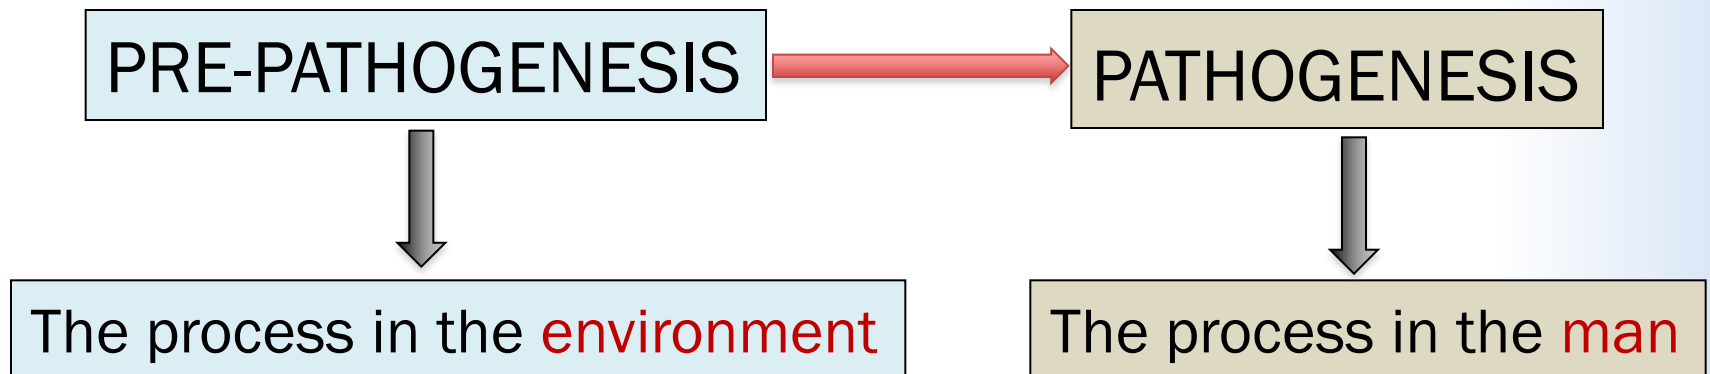 PRE-PATHOGENESIS
PATHOGENESIS
The process in the environment
The process in the man